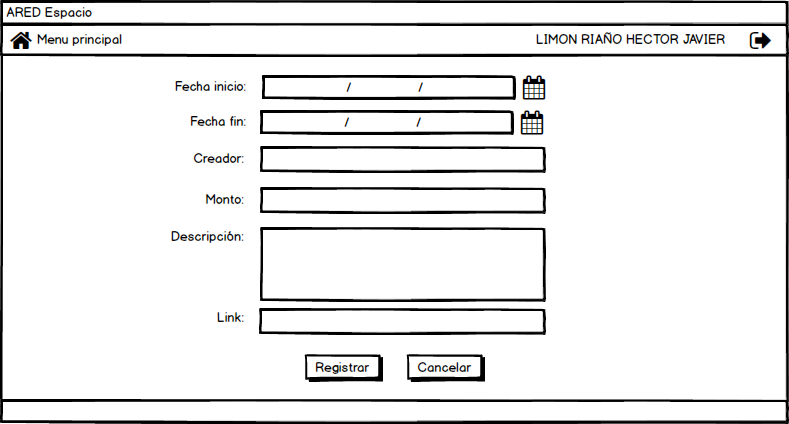 ARED Espacio
Menu principal LIMON RIAÑO HECTOR JAVIER
Fecha inicio: / /
Fecha fin: / /
Creador:
Monto:
Descripción:
Link:
Registrar Cancelar